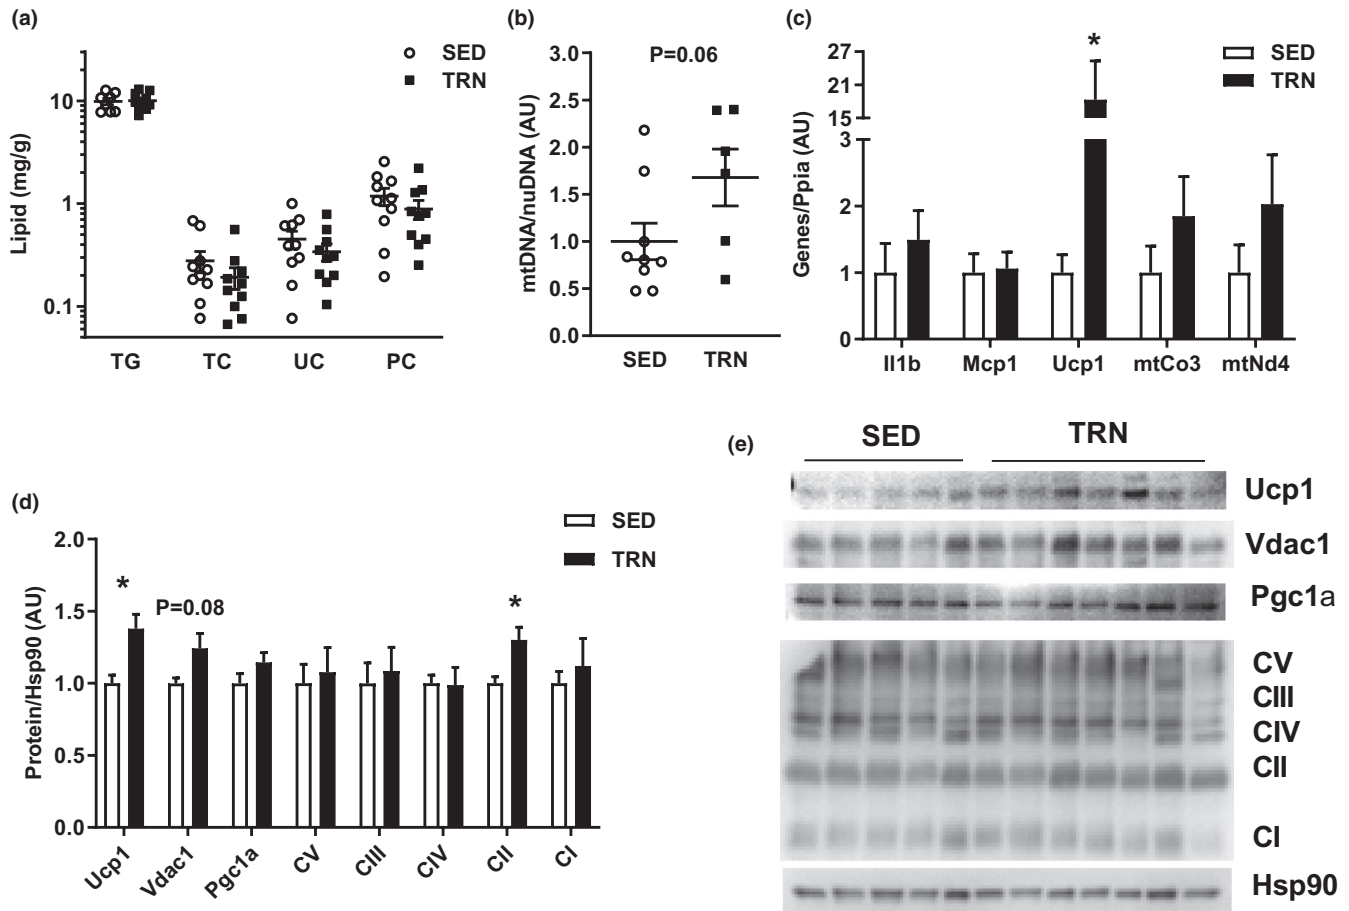 (a)
SED
TRN
Lipid (mg/g)
10
1
0.1
TG TC UC PC
(b)
P=0.06
mtDNA/nuDNA (AU)
3.0
2.5
2.0
1.5
1.0
0.5
0.0
SED TRN
(c)
*
SED
TRN
Genes/Ppia (AU)
27
21
15
3
2
1
0
Il1b Mcp1 Ucp1 mtCo3 mtNd4
(d)
SED
TRN
Protein/Hsp90 (AU)
2.0
1.5
1.0
0.5
0.0
*
P=0.08
*
Ucp1 Vdac1 Pgc1a CV CIII CIV CII CI
(e)
SED TRN
Ucp1
Vdac1
Pgc1a
CV
CIII
CIV
CII
CI
Hsp90